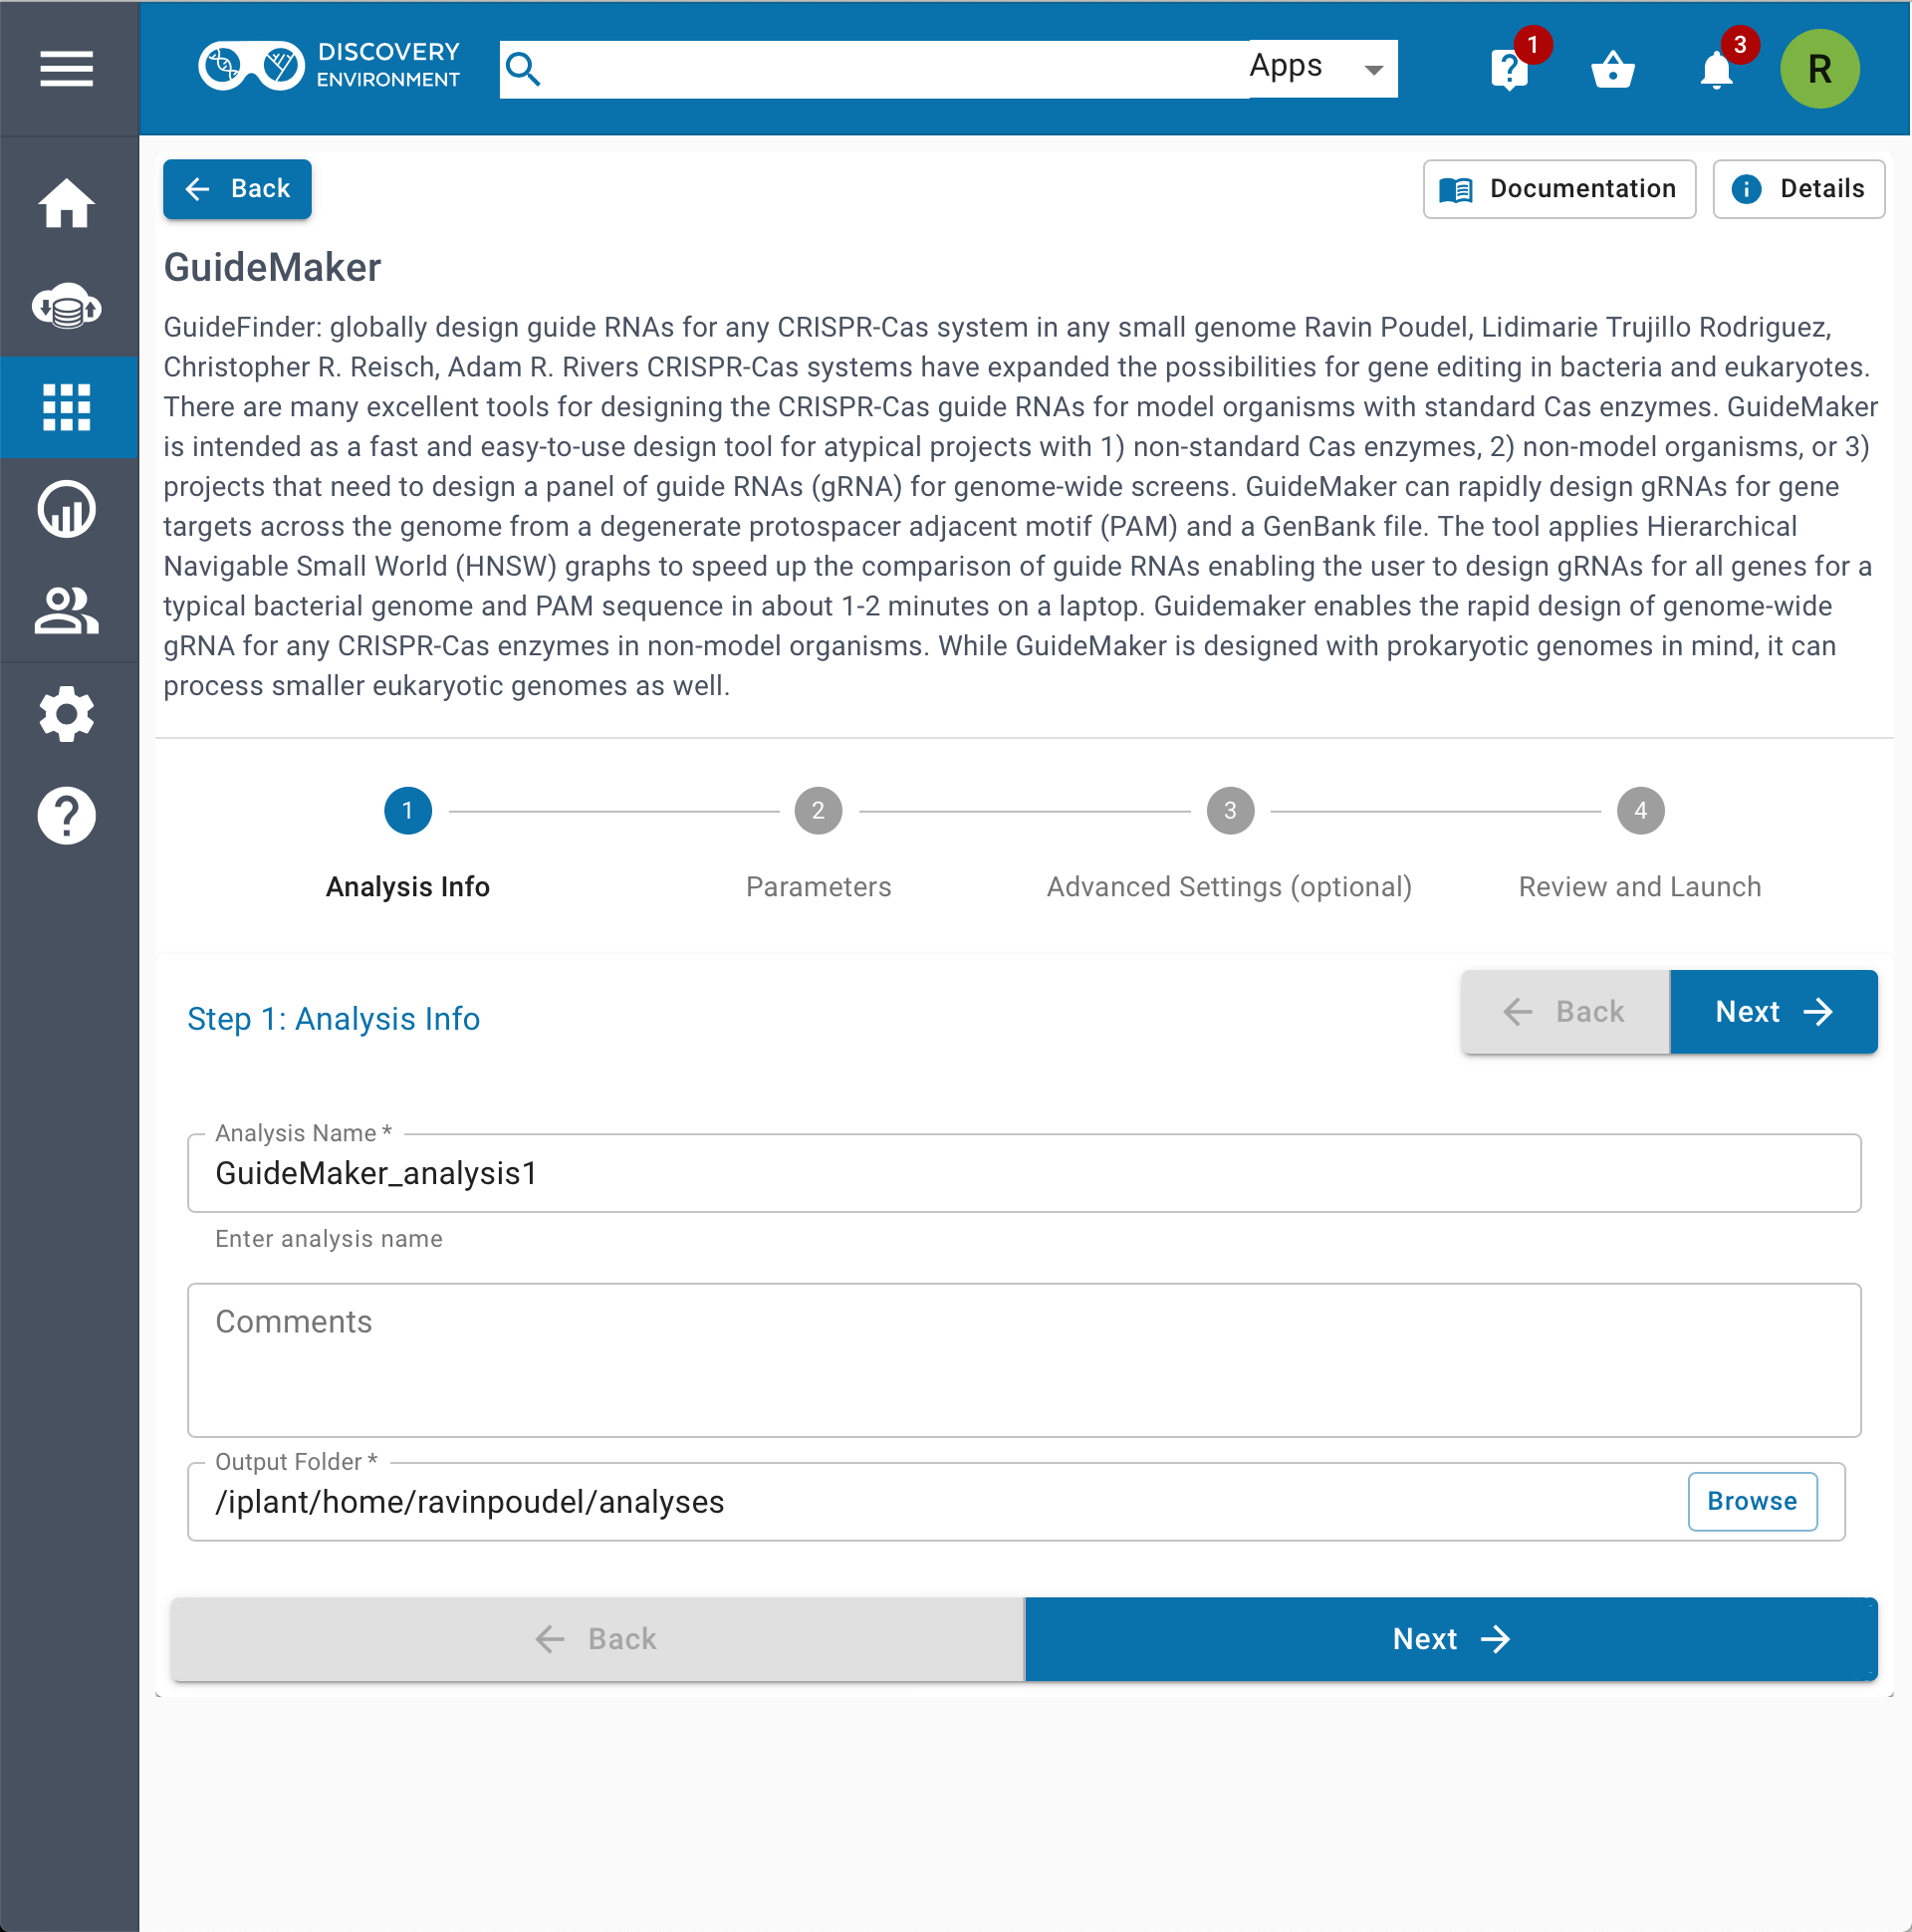 DISCOVERY
ENVIRONMENT
Apps
? 1
3
R
Back
Documentation
i Details
GuideMaker
GuideFinder: globally design guide RNAs for any CRISPR-Cas system in any small genome Ravin Poudel, Lidimarie Trujillo Rodriguez,
Christopher R. Reisch, Adam R. Rivers CRISPR-Cas systems have expanded the possibilities for gene editing in bacteria and eukaryotes.
There are many excellent tools for designing the CRISPR-Cas guide RNAs for model organisms with standard Cas enzymes. GuideMaker
is intended as a fast and easy-to-use design tool for atypical projects with 1) non-standard Cas enzymes, 2) non-model organisms, or 3)
projects that need to design a panel of guide RNAs (gRNA) for genome-wide screens. GuideMaker can rapidly design gRNAs for gene
targets across the genome from a degenerate protospacer adjacent motif (PAM) and a GenBank file. The tool applies Hierarchical
Navigable Small World (HNSW) graphs to speed up the comparison of guide RNAs enabling the user to design gRNAs for all genes for a
typical bacterial genome and PAM sequence in about 1-2 minutes on a laptop. Guidemaker enables the rapid design of genome-wide
gRNA for any CRISPR-Cas enzymes in non-model organisms. While GuideMaker is designed with prokaryotic genomes in mind, it can
process smaller eukaryotic genomes as well.
?
1
2
3
4
Analysis Info
Parameters
Advanced Settings (optional)
Review and Launch
Step 1: Analysis Info
Back
Next
Analysis Name *
GuideMaker_analysis1
Enter analysis name
Comments
Output Folder *
/iplant/home/ravinpoudel/analyses
Browse
Back
Next